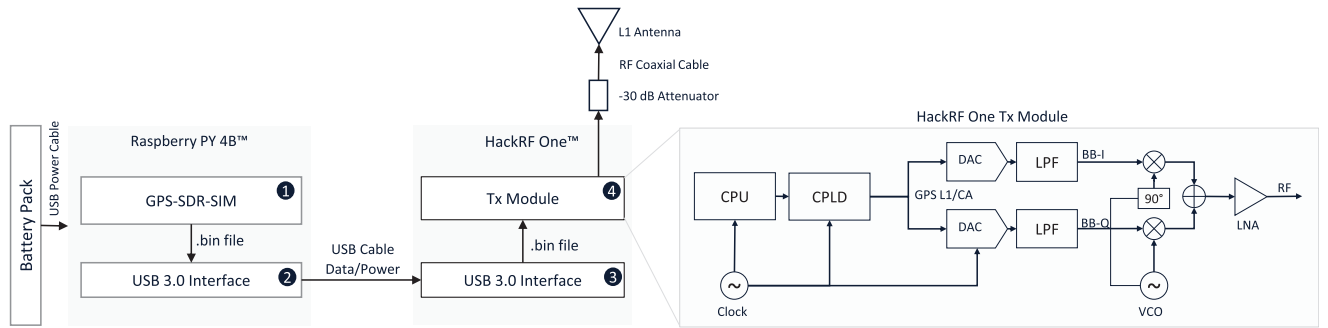 L1 Antenna
RF Coaxial Cable
-30 dB Attenuator
Battery Pack
USB Power Cable
Raspberry PY 4B™
GPS-SDR-SIM
1
.bin file
USB 3.0 Interface
2
USB Cable
Data/Power
HackRF One™
Tx Module
4
.bin file
USB 3.0 Interface
3
HackRF One Tx Module
CPU
CPLD
GPS L1/CA
DAC
LPF
BB-I
DAC
LPF
BB-Q
90°
RF
LNA
~
Clock
~
VCO